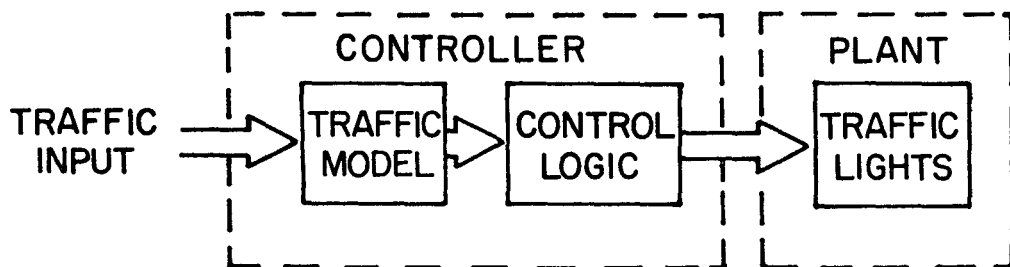 CONTROLLER
PLANT
TRAFFIC
INPUT
TRAFFIC
MODEL
CONTROL
LOGIC
TRAFFIC
LIGHTS